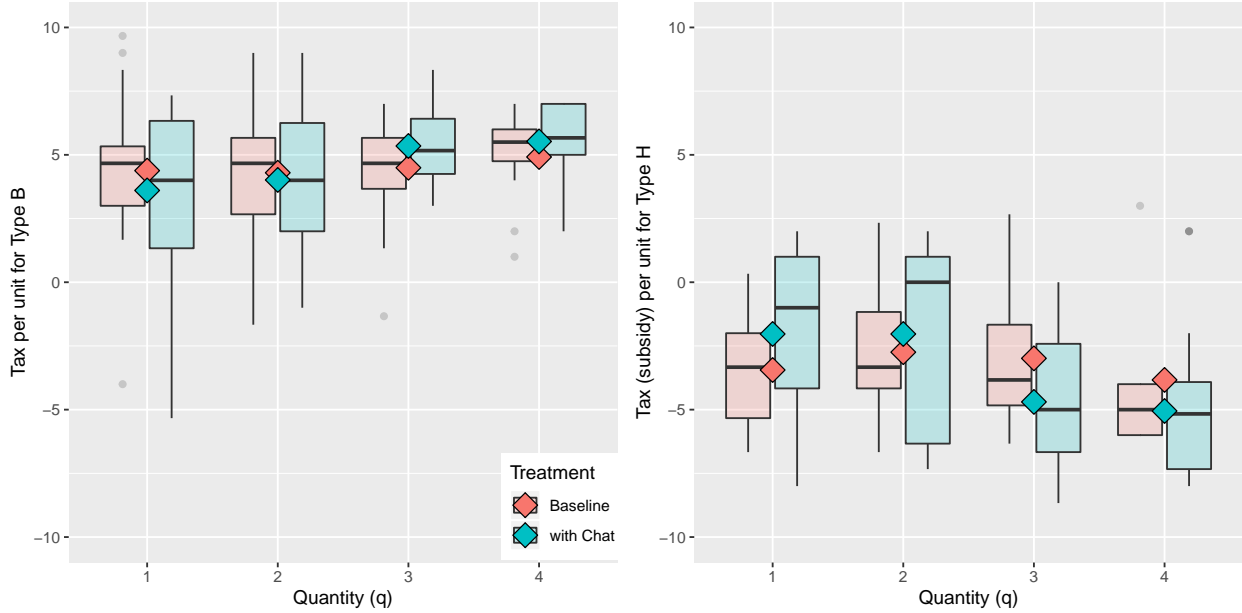 Tax per unit for Type B
10
5
0
−5
−10
1 2 3 4
Quantity (q)
Treatment
Baseline
with Chat
Tax (subsidy) per unit for Type H
10
5
0
−5
−10
1 2 3 4
Quantity (q)